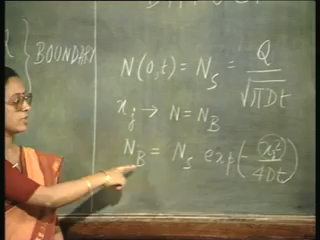 BOUNDARY
N(0,t) = N_S = Q / √(πDt)
x_j → N = N_B
N_B = N_S exp(- x_j² / 4Dt)